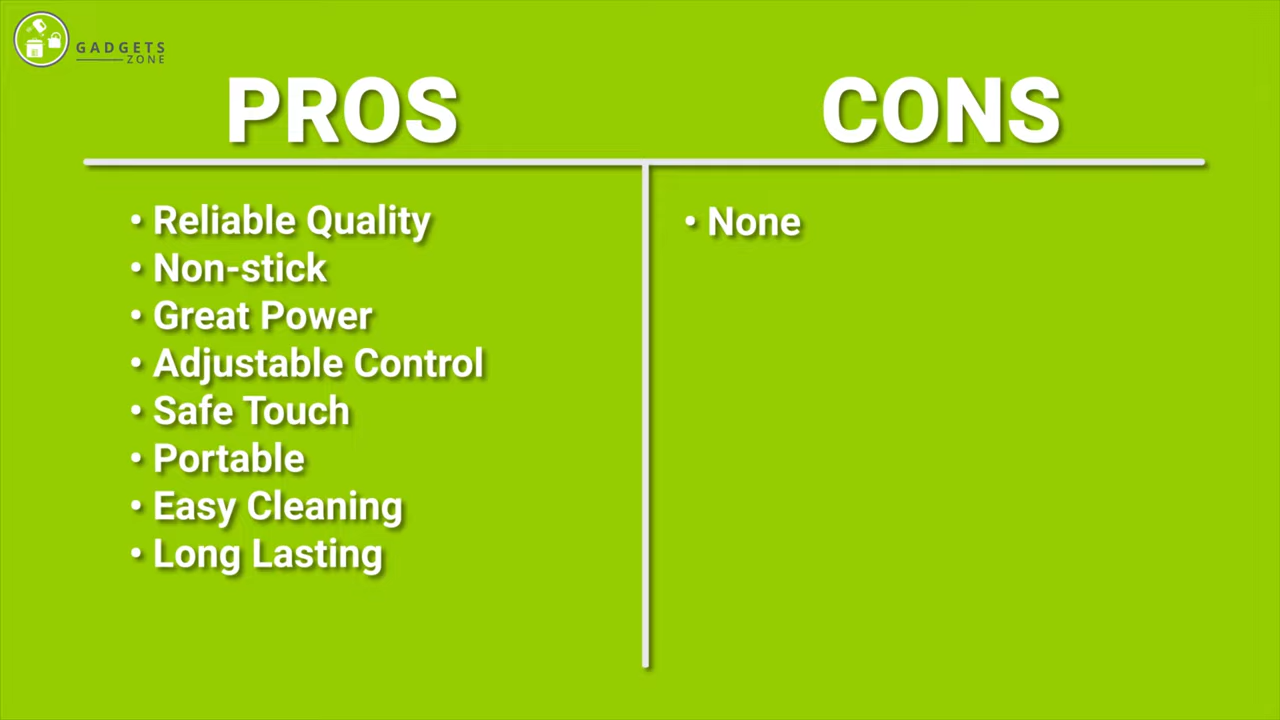 GADGETS
ZONE
PROS
CONS
• Reliable Quality
• Non-stick
• Great Power
• Adjustable Control
• Safe Touch
• Portable
• Easy Cleaning
• Long Lasting
• None